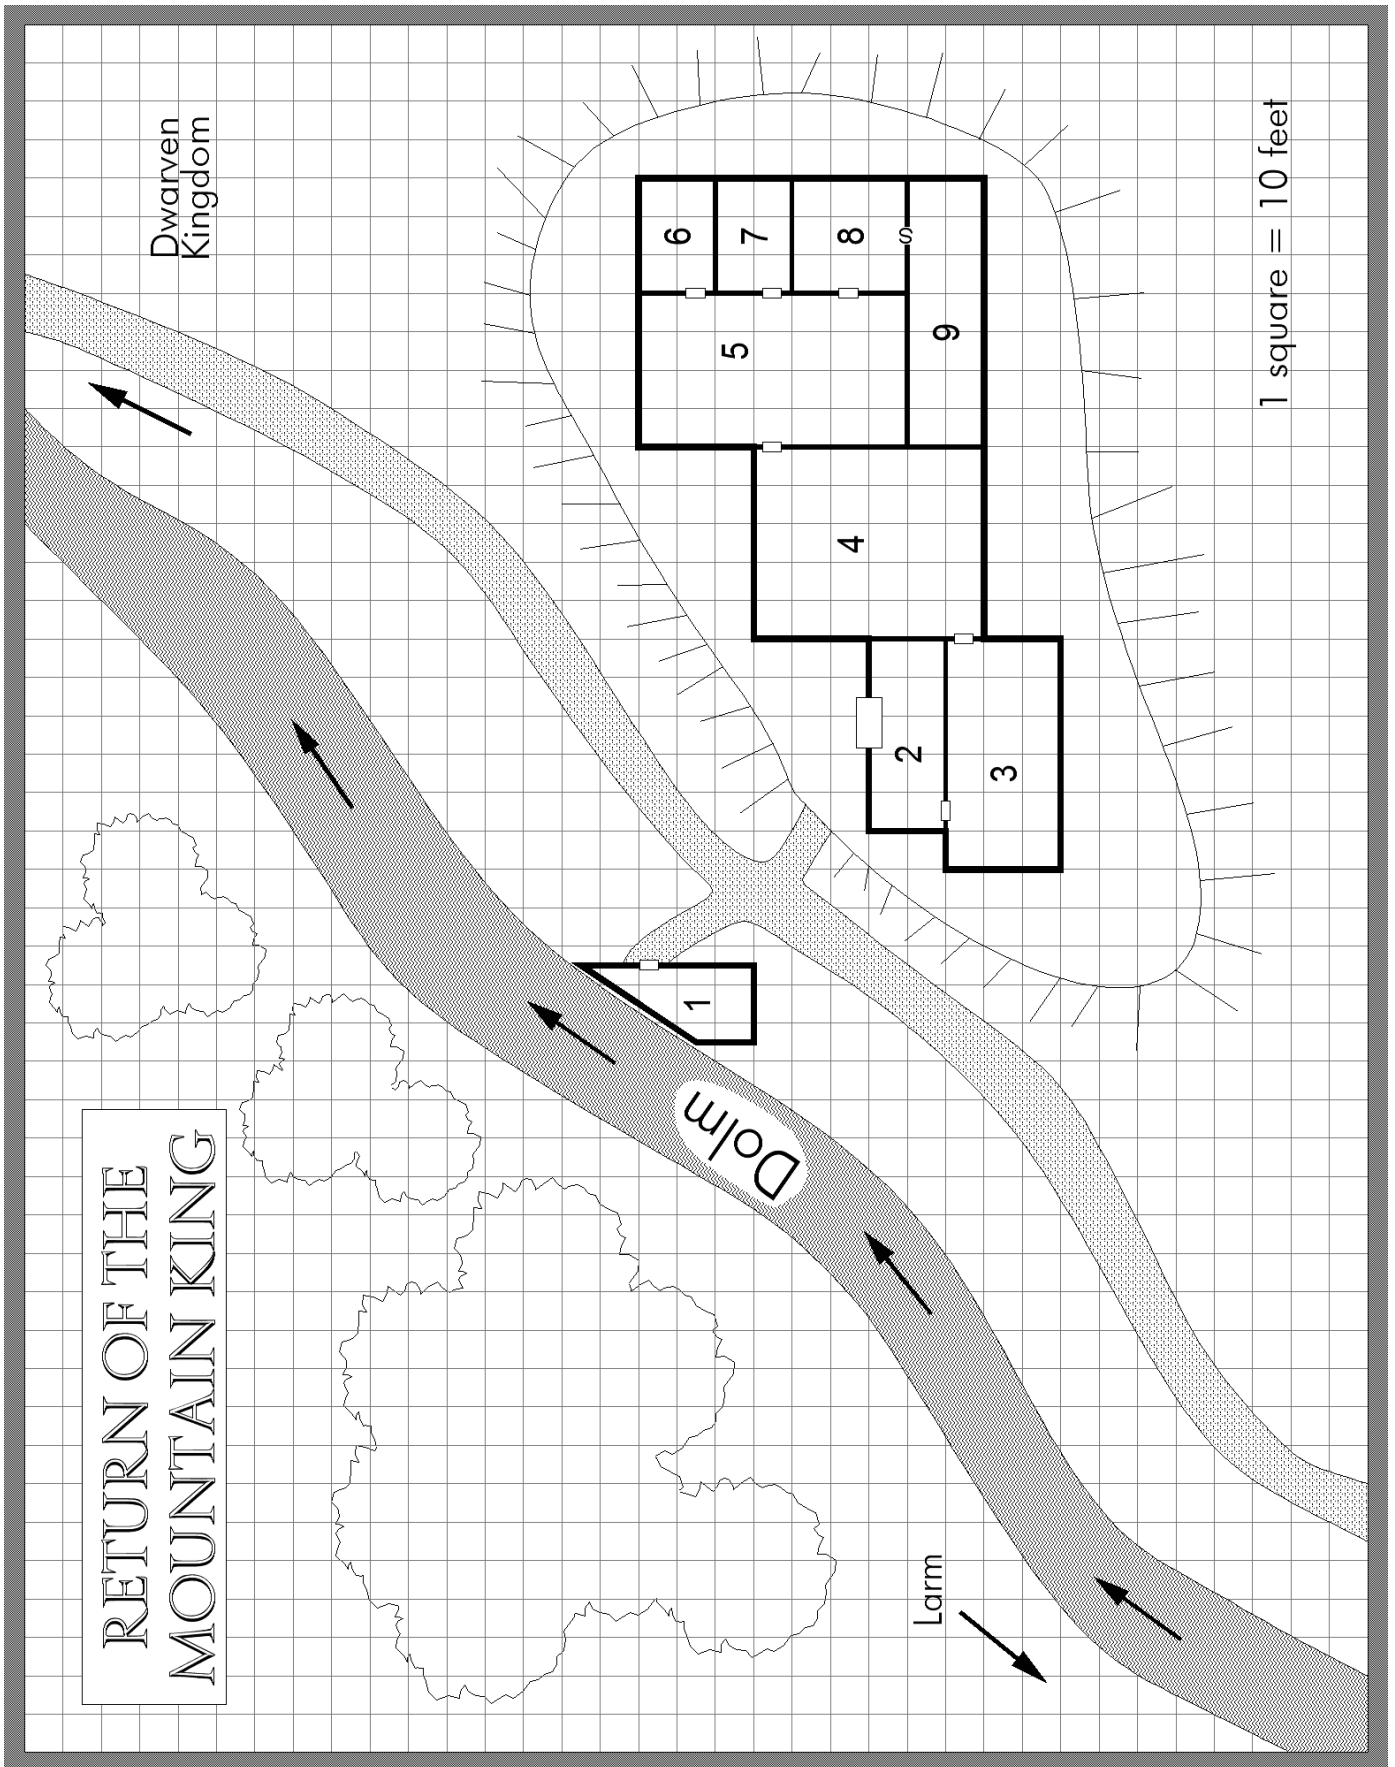 RETURN OF THE
MOUNTAIN KING
Dwarven
Kingdom
Larm
Dolm
1
2
3
4
5
6
7
8
S
9
1 square = 10 feet